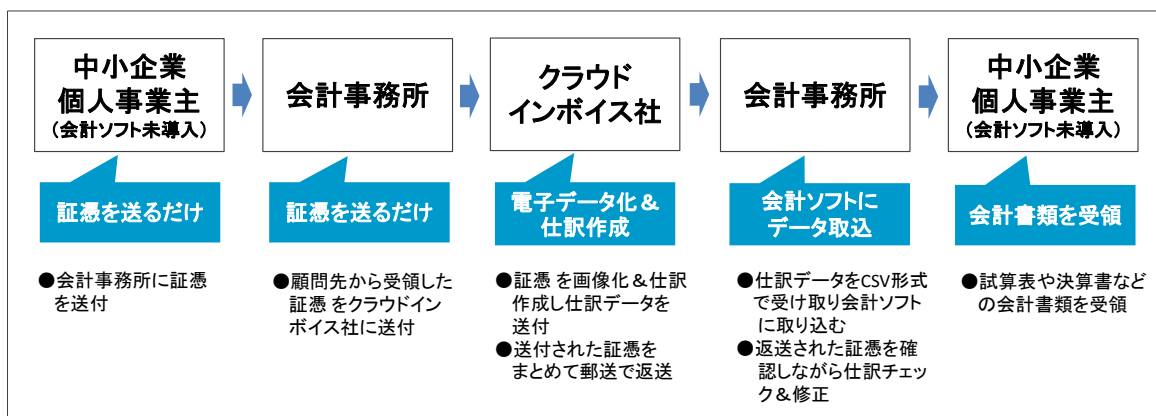 中小企業
個人事業主
(会計ソフト未導入)
会計事務所
クラウド
インボイス社
会計事務所
中小企業
個人事業主
(会計ソフト未導入)
証憑を送るだけ
証憑を送るだけ
電子データ化&
仕訳作成
会計ソフトに
データ取込
会計書類を受領
●会計事務所に証憑
を送付
●顧問先から受領した
証憑 をクラウドイン
ボイス社に送付
●証憑 を画像化&仕訳
作成し仕訳データを
送付
●送付された証憑を
まとめて郵送で返送
●仕訳データをCSV形式
で受け取り会計ソフト
に取り込む
●返送された証憑を確
認しながら仕訳チェッ
ク&修正
●試算表や決算書など
の会計書類を受領